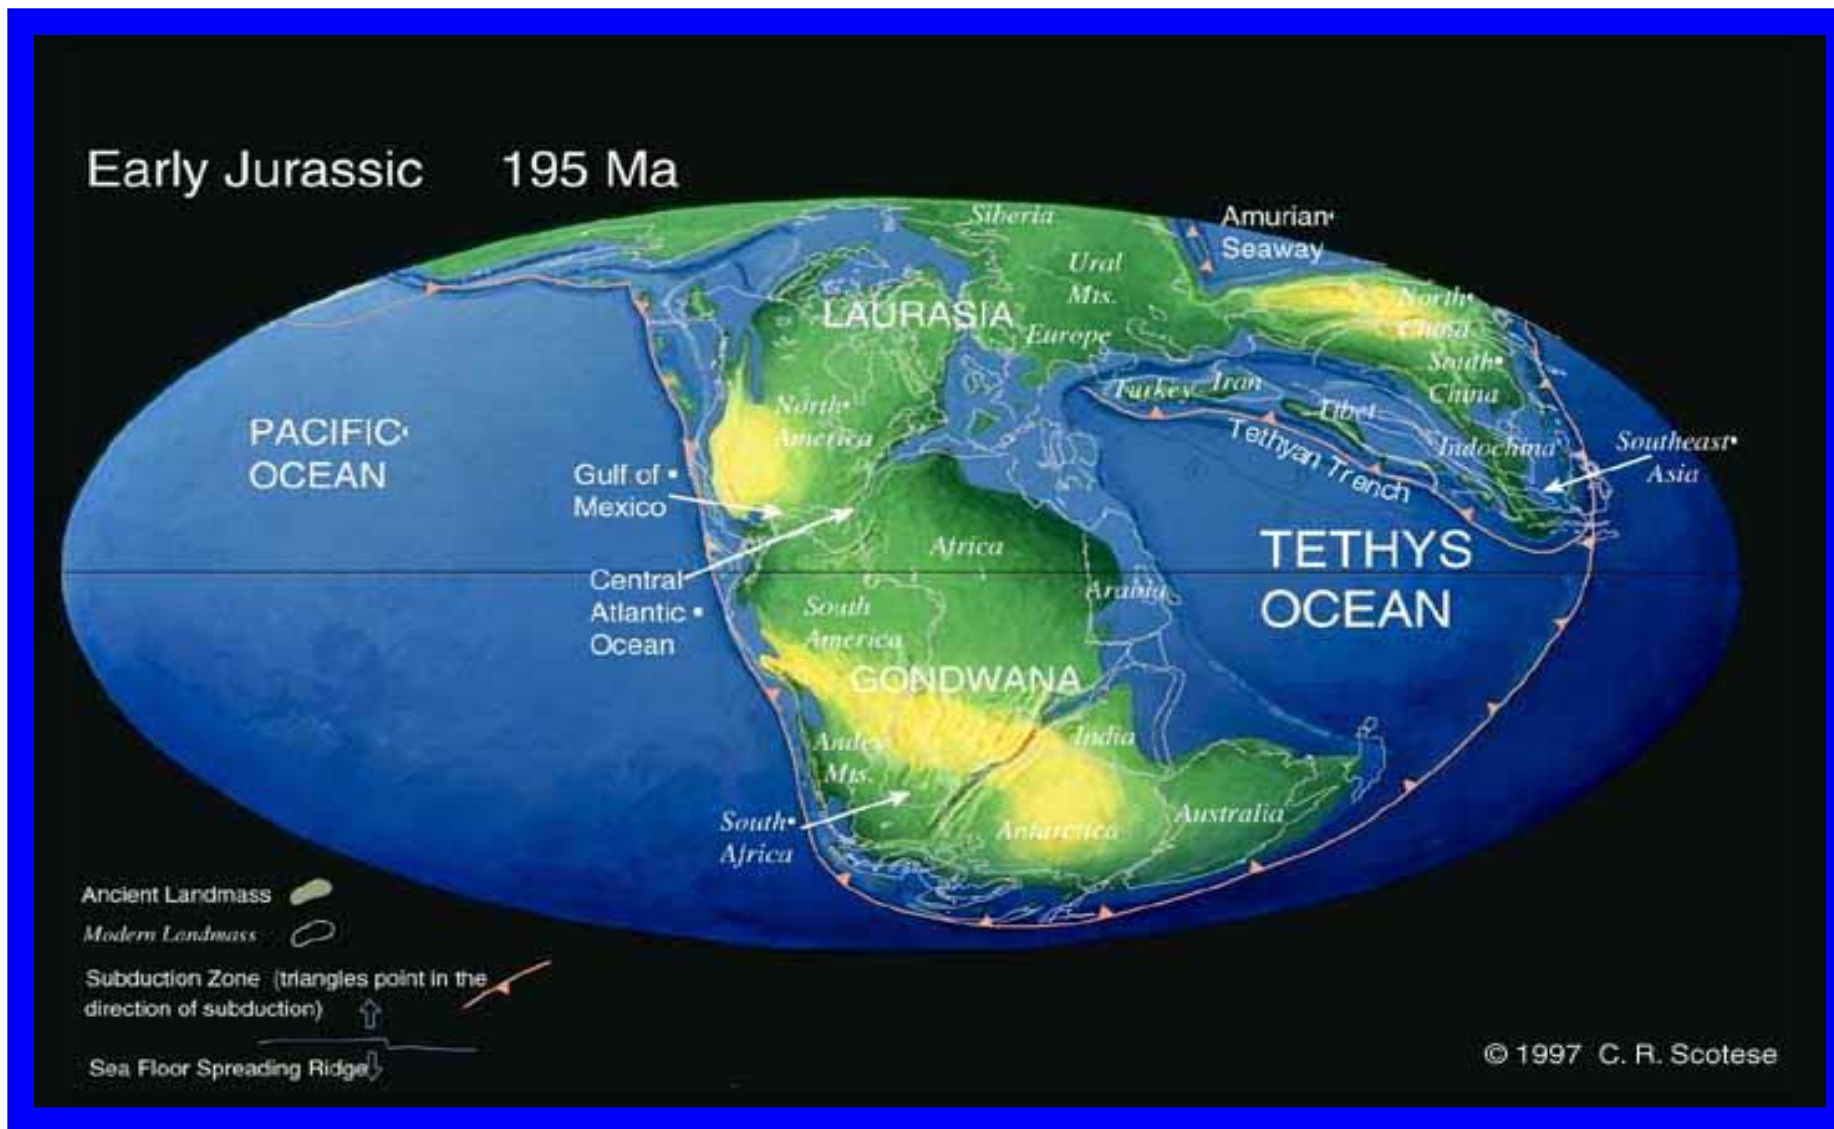 Early Jurassic 195 Ma
Siberia
Amurian
Seaway
Ural
Mts.
LAURASIA
Europe
North
China
South
China
Turkey
Iran
Tibet
Indochina
Southeast
Asia
Tethyan Trench
PACIFIC
OCEAN
North
America
Gulf of
Mexico
TETHYS
OCEAN
Africa
Central
Atlantic
Ocean
Arabia
South
America
GONDWANA
Andes
Mts.
India
South
Africa
Antarctica
Australia
Ancient Landmass
Modern Landmass
Subduction Zone (triangles point in the
direction of subduction)
Sea Floor Spreading Ridge
© 1997 C. R. Scotese